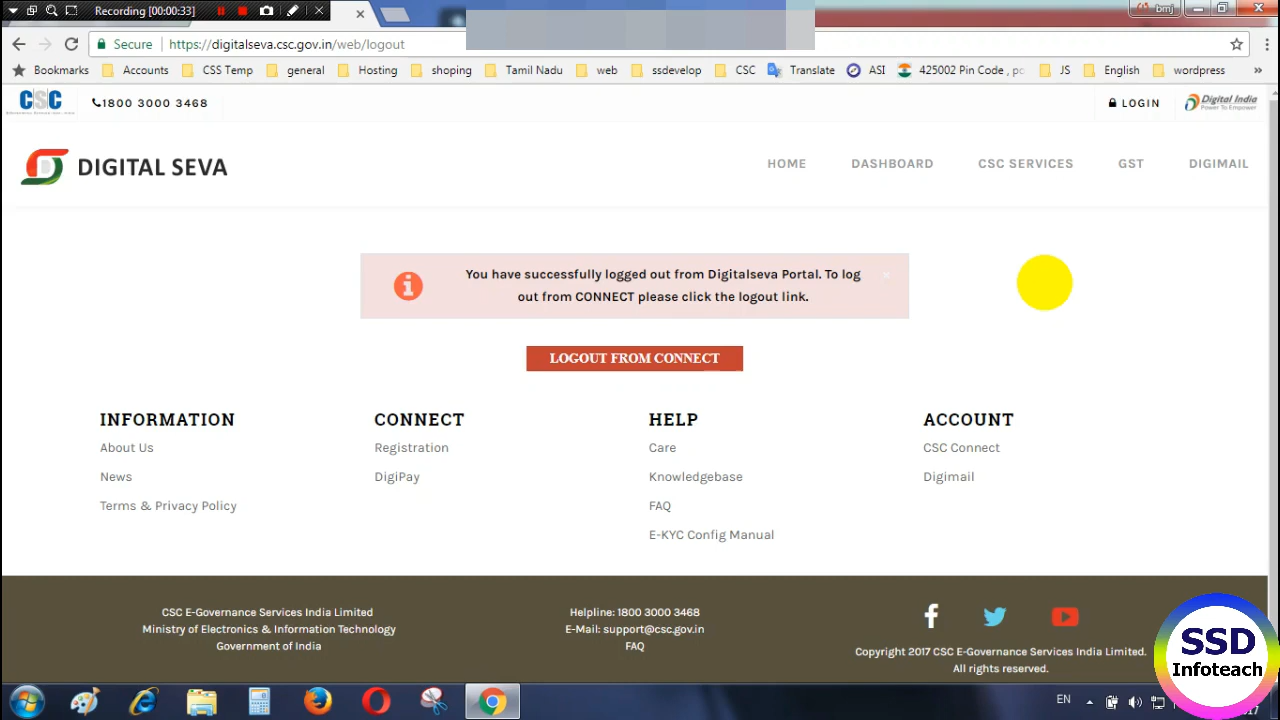 Recording [00:00:33]
bmj
Secure https://digitalseva.csc.gov.in/web/logout
Bookmarks Accounts CSS Temp general Hosting shoping Tamil Nadu web ssdevelop CSC Translate ASI 425002 Pin Code , pc JS English wordpress »
CSC 1800 3000 3468 LOGIN Digital India
Power To Empower
DIGITAL SEVA HOME DASHBOARD CSC SERVICES GST DIGIMAIL
You have successfully logged out from Digitalseva Portal. To log
out from CONNECT please click the logout link.
LOGOUT FROM CONNECT
INFORMATION
About Us
News
Terms & Privacy Policy
CONNECT
Registration
DigiPay
HELP
Care
Knowledgebase
FAQ
E-KYC Config Manual
ACCOUNT
CSC Connect
Digimail
CSC E-Governance Services India Limited
Ministry of Electronics & Information Technology
Government of India
Helpline: 1800 3000 3468
E-Mail: support@csc.gov.in
FAQ
Copyright 2017 CSC E-Governance Services India Limited.
All rights reserved.
SSD
Infoteach
EN